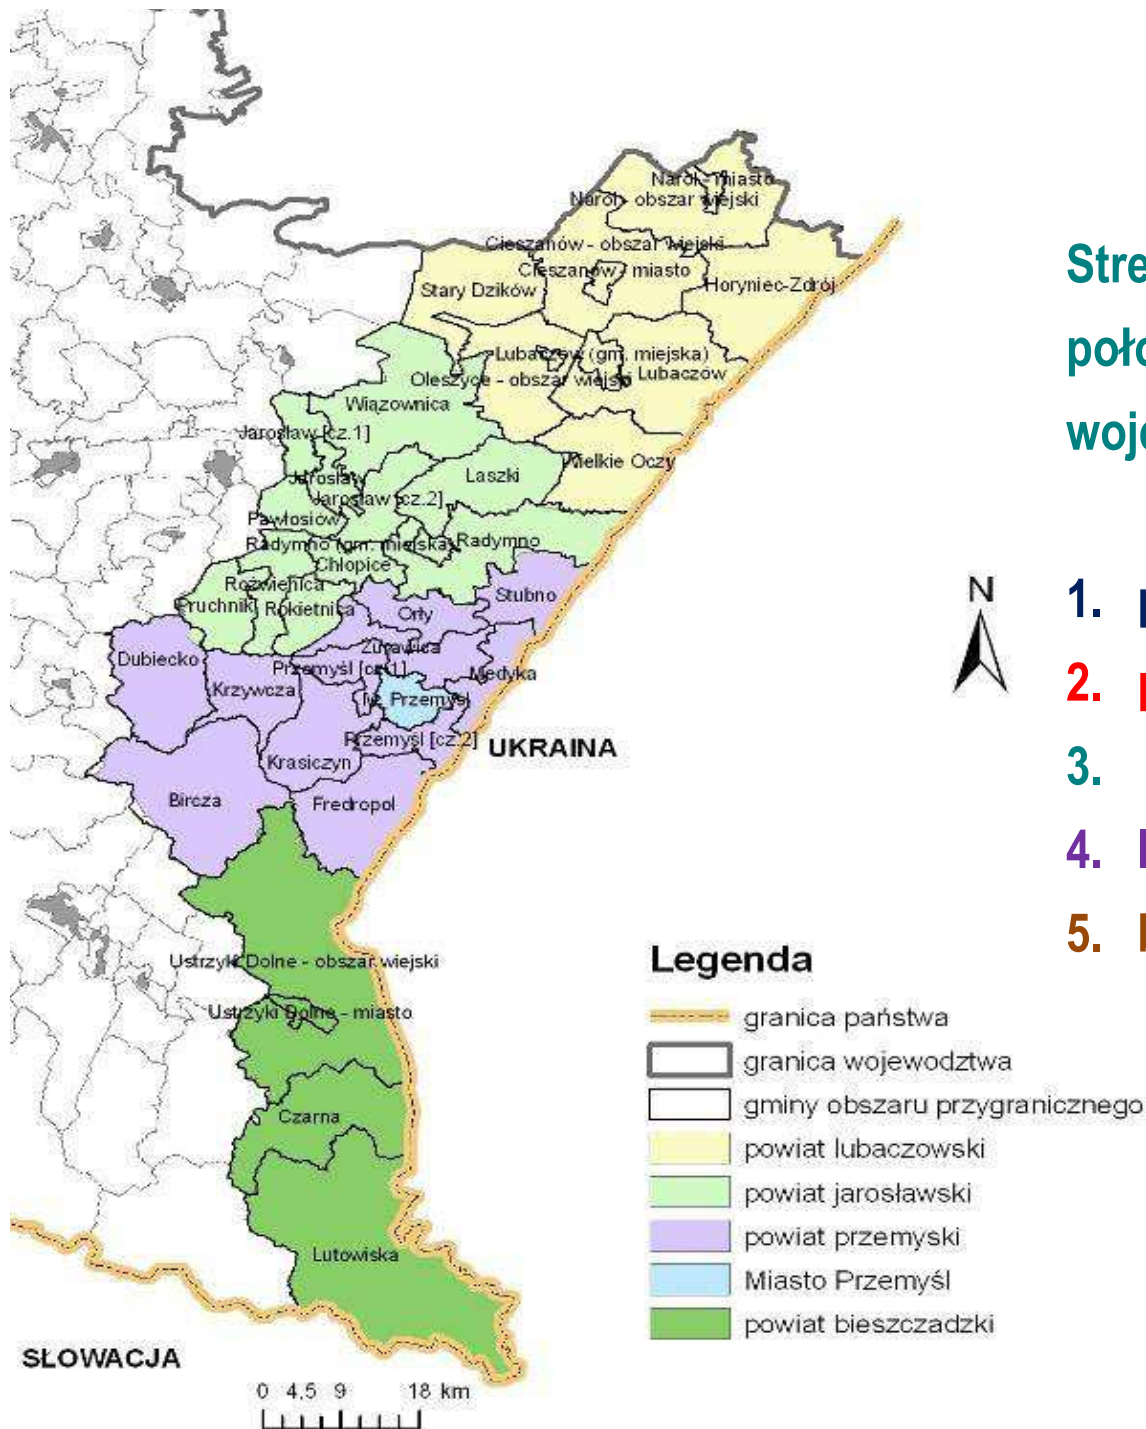 Narol - miasto
Narol - obszar wiejski
Cieszanów - obszar wiejski
Cieszanów - miasto
Horyniec-Zdrój
Stary Dzików
Lubaczów (gm. miejska)
Oleszyce - obszar wiejski
Lubaczów
Wiązownica
Jarosław [cz.1]
Wielkie Oczy
Laszki
Jarosław
Jarosław [cz.2]
Pawłosiów
Radymno (gm. miejska)
Radymno
Chłopice
Roźwienica
Stubno
Pruchnik
Rokietnica
Orły
Żurawica
Dubiecko
Przemyśl [cz.1]
Medyka
Krzywcza
Przemyśl
Przemyśl [cz.2]
UKRAINA
Krasiczyn
Bircza
Fredropol
Ustrzyki Dolne - obszar wiejski
Ustrzyki Dolne - miasto
Czarna
Lutowiska
SŁOWACJA
0 4,5 9 18 km
N
Legenda
granica państwa
granica wojewodztwa
gminy obszaru przygranicznego
powiat lubaczowski
powiat jarosławski
powiat przemyski
Miasto Przemyśl
powiat bieszczadzki
Stre
poło
woje
1.
2.
3.
4.
5.